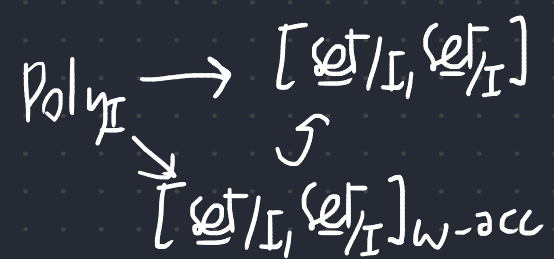 Poly_I → [Set/I, Set/I]
[Set/I, Set/I]_ω-acc